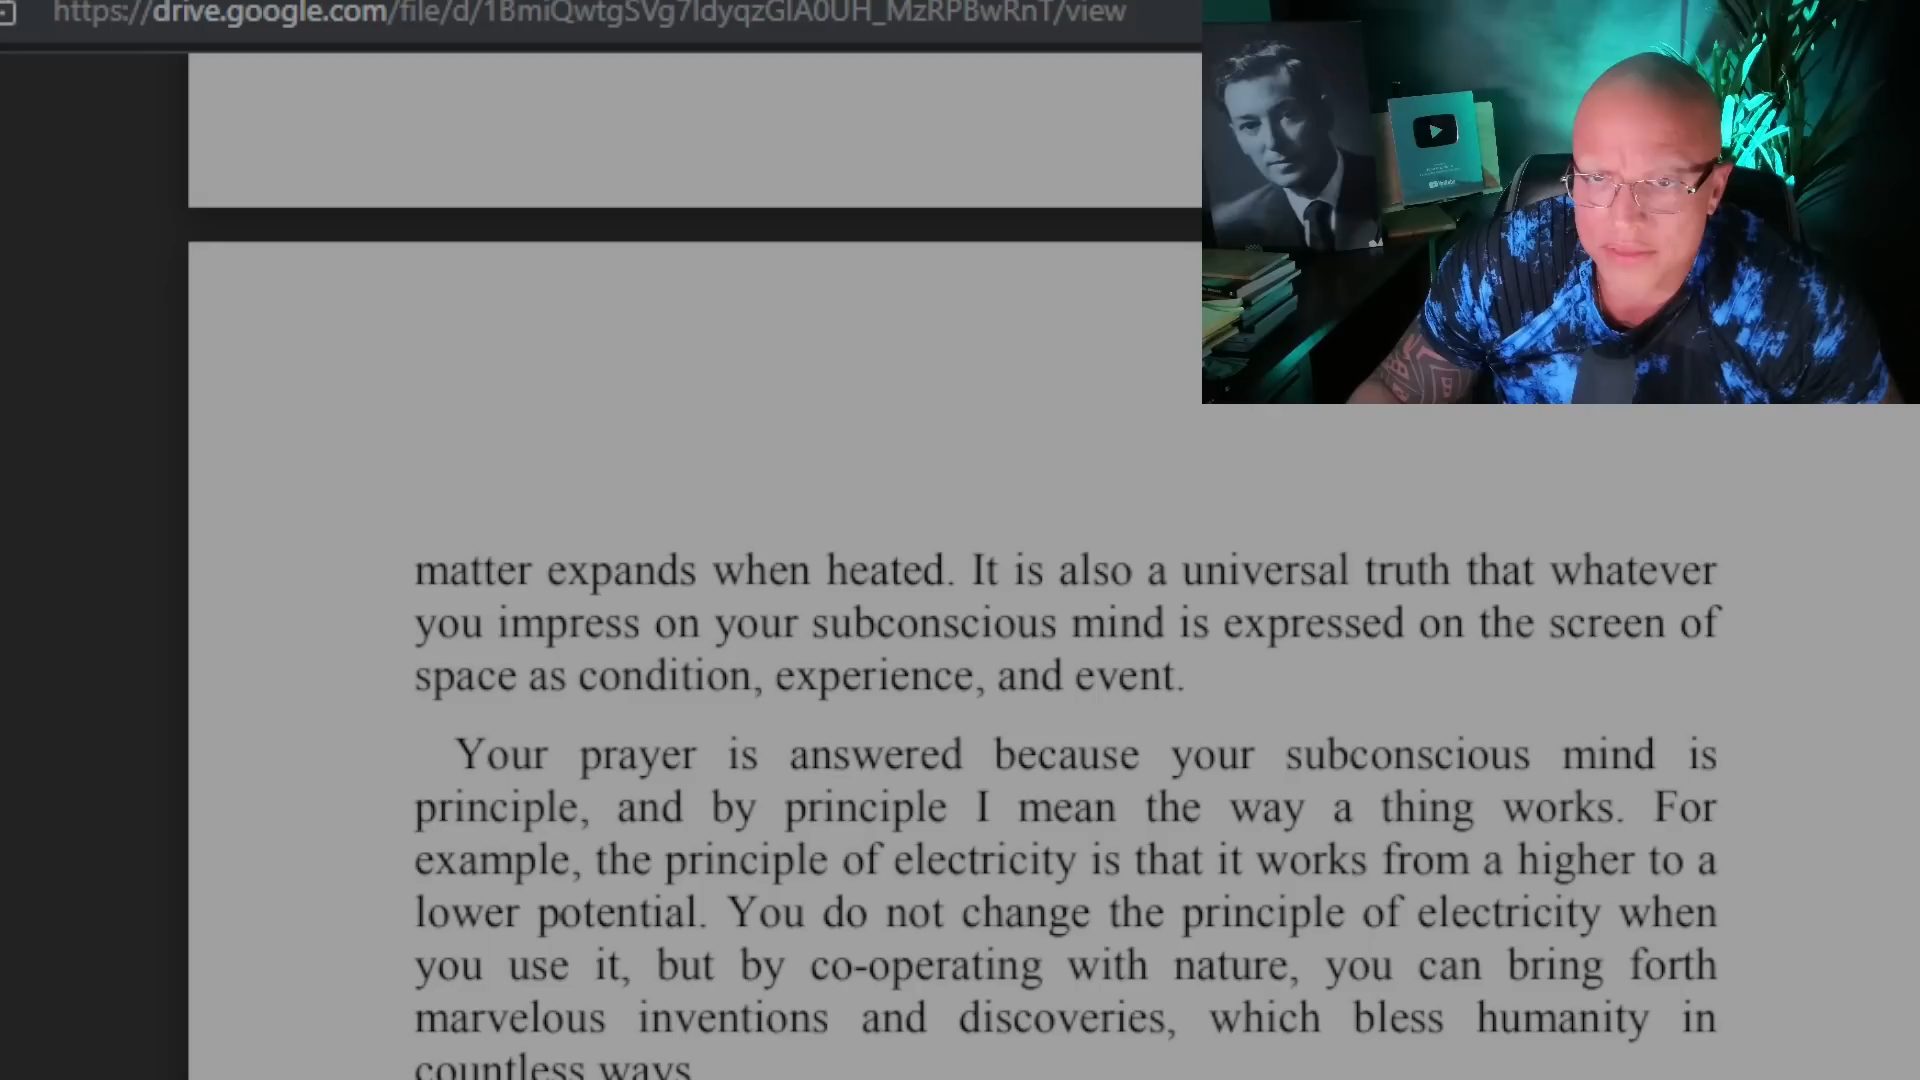 https://drive.google.com/file/d/1BmiQwtgSVg7ldyqzGlA0UH_MzRPBwRnT/view
matter expands when heated. It is also a universal truth that whatever
you impress on your subconscious mind is expressed on the screen of
space as condition, experience, and event.
Your prayer is answered because your subconscious mind is
principle, and by principle I mean the way a thing works. For
example, the principle of electricity is that it works from a higher to a
lower potential. You do not change the principle of electricity when
you use it, but by co-operating with nature, you can bring forth
marvelous inventions and discoveries, which bless humanity in
countless ways